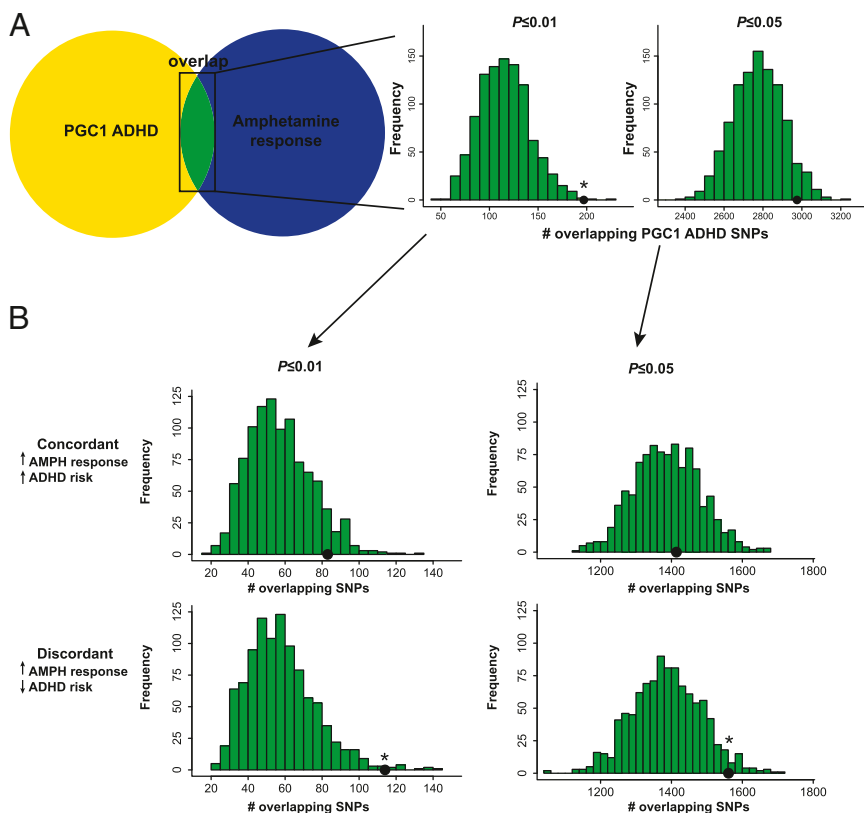 A
overlap
PGC1 ADHD
Amphetamine
response
P≤0.01
Frequency
0 50 100 150
*
50 100 150 200
P≤0.05
Frequency
0 50 100 150
2400 2600 2800 3000 3200
# overlapping PGC1 ADHD SNPs
B
P≤0.01
P≤0.05
Concordant
↑ AMPH response
↑ ADHD risk
Frequency
0 25 50 75 100 125
20 40 60 80 100 120 140
# overlapping SNPs
Frequency
0 25 50 75 100 125
1200 1400 1600 1800
# overlapping SNPs
Discordant
↑ AMPH response
↓ ADHD risk
Frequency
0 25 50 75 100 125
*
20 40 60 80 100 120 140
# overlapping SNPs
Frequency
0 25 50 75 100 125
*
1200 1400 1600 1800
# overlapping SNPs